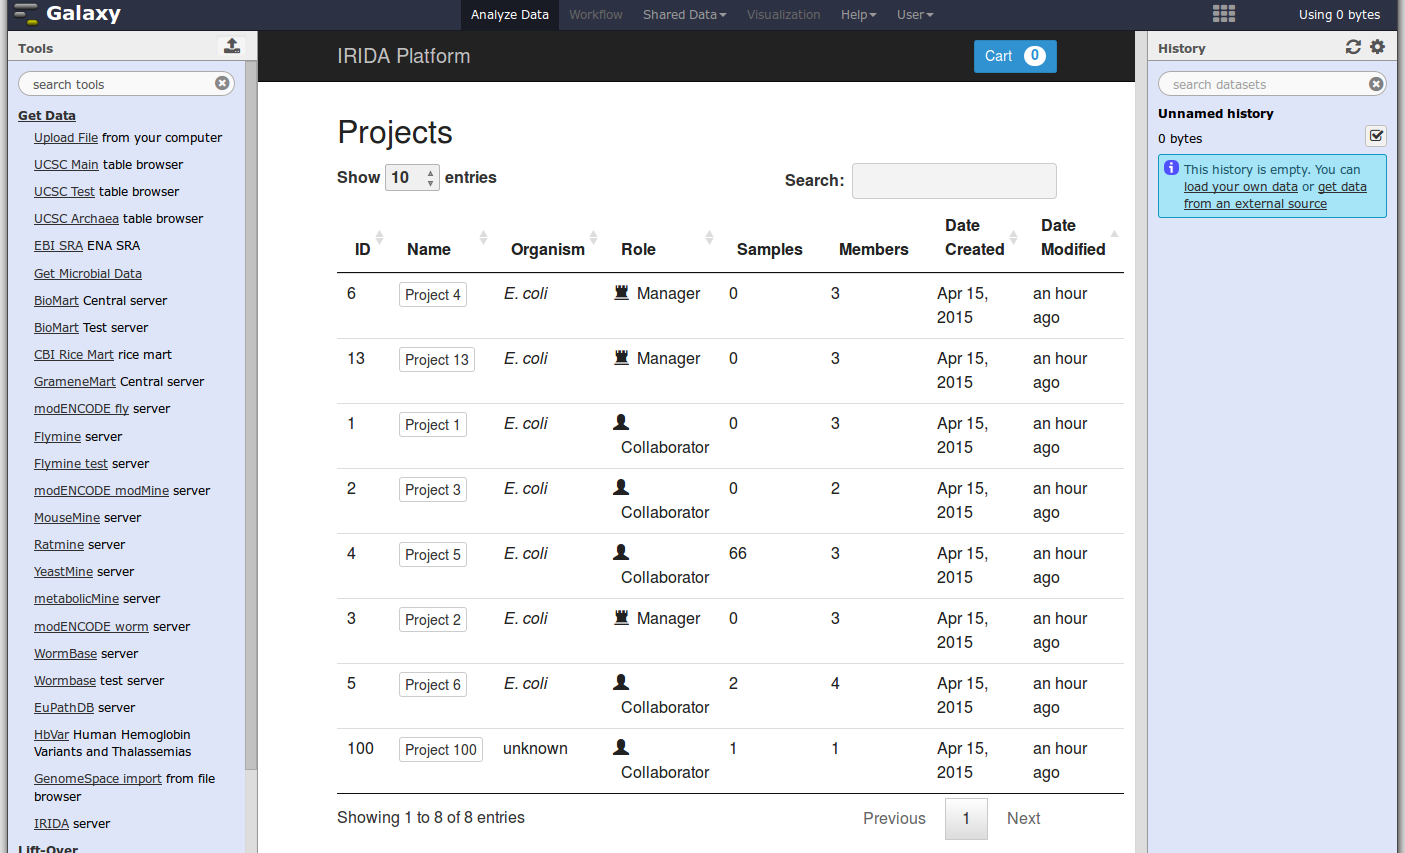 Galaxy
Analyze Data
Workflow
Shared Data
Visualization
Help
User
Using 0 bytes
Tools
search tools
Get Data
Upload File from your computer
UCSC Main table browser
UCSC Test table browser
UCSC Archaea table browser
EBI SRA ENA SRA
Get Microbial Data
BioMart Central server
BioMart Test server
CBI Rice Mart rice mart
GrameneMart Central server
modENCODE fly server
Flymine server
Flymine test server
modENCODE modMine server
MouseMine server
Ratmine server
YeastMine server
metabolicMine server
modENCODE worm server
WormBase server
Wormbase test server
EuPathDB server
HbVar Human Hemoglobin
Variants and Thalassemias
GenomeSpace import from file
browser
IRIDA server
Lift-Over
IRIDA Platform
Cart 0
Projects
Show 10 entries
Search:
ID Name Organism Role Samples Members Date Created Date Modified
6 Project 4 E. coli Manager 0 3 Apr 15, 2015 an hour ago
13 Project 13 E. coli Manager 0 3 Apr 15, 2015 an hour ago
1 Project 1 E. coli Collaborator 0 3 Apr 15, 2015 an hour ago
2 Project 3 E. coli Collaborator 0 2 Apr 15, 2015 an hour ago
4 Project 5 E. coli Collaborator 66 3 Apr 15, 2015 an hour ago
3 Project 2 E. coli Manager 0 3 Apr 15, 2015 an hour ago
5 Project 6 E. coli Collaborator 2 4 Apr 15, 2015 an hour ago
100 Project 100 unknown Collaborator 1 1 Apr 15, 2015 an hour ago
Showing 1 to 8 of 8 entries
Previous 1 Next
History
search datasets
Unnamed history
0 bytes
This history is empty. You can
load your own data or get data
from an external source